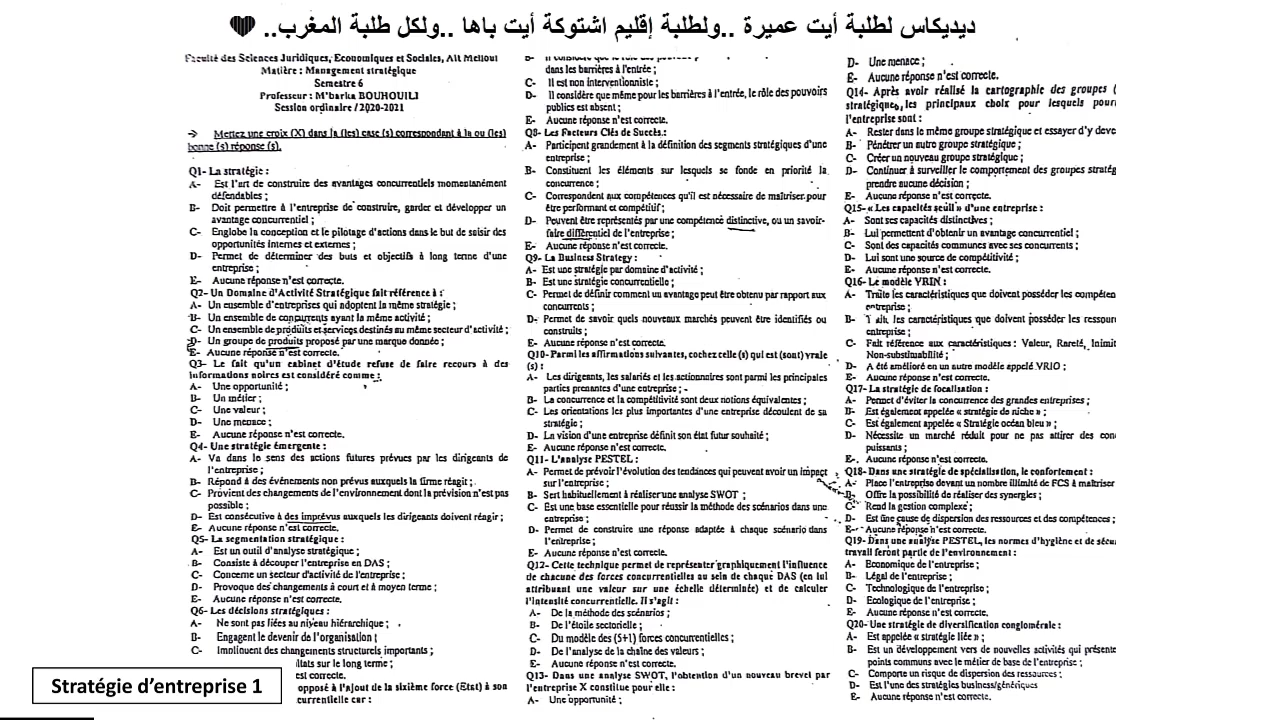 ديديكاس لطلبة أيت عميرة ..ولطلبة إقليم اشتوكة أيت باها ..ولكل طلبة المغرب.. 🖤
Faculté des Sciences Juridiques, Economiques et Sociales, Ait Melloul
Matière : Management stratégique
Semestre 6
Professeur : M'barka BOUHOUILI
Session ordinaire / 2020-2021
→ Mettez une croix (X) dans la (les) case (s) correspondant à la ou (les)
bonne (s) réponse (s).
Q1- La stratégie :
A- Est l'art de construire des avantages concurrentiels momentanément
défendables ;
B- Doit permettre à l'entreprise de construire, garder et développer un
avantage concurrentiel ;
C- Englobe la conception et le pilotage d'actions dans le but de saisir des
opportunités internes et externes ;
D- Permet de déterminer des buts et objectifs à long terme d'une
entreprise ;
E- Aucune réponse n'est correcte.
Q2- Un Domaine d'Activité Stratégique fait référence à :
A- Un ensemble d'entreprises qui adoptent la même stratégie ;
B- Un ensemble de concurrents ayant la même activité ;
C- Un ensemble de produits et services destinés au même secteur d'activité ;
D- Un groupe de produits proposé par une marque donnée ;
E- Aucune réponse n'est correcte.
Q3- Le fait qu'un cabinet d'étude refuse de faire recours à des
informations noires est considéré comme :
A- Une opportunité ;
B- Un métier ;
C- Une valeur ;
D- Une menace ;
E- Aucune réponse n'est correcte.
Q4- Une stratégie émergente :
A- Va dans le sens des actions futures prévues par les dirigeants de
l'entreprise ;
B- Répond à des événements non prévus auxquels la firme réagit ;
C- Provient des changements de l'environnement dont la prévision n'est pas
possible ;
D- Est consécutive à des imprévus auxquels les dirigeants doivent réagir ;
E- Aucune réponse n'est correcte.
Q5- La segmentation stratégique :
A- Est un outil d'analyse stratégique ;
B- Consiste à découper l'entreprise en DAS ;
C- Concerne un secteur d'activité de l'entreprise ;
D- Provoque des changements à court et à moyen terme ;
E- Aucune réponse n'est correcte.
Q6- Les décisions stratégiques :
A- Ne sont pas liées au niveau hiérarchique ;
B- Engagent le devenir de l'organisation ;
C- Impliquent des changements structurels importants ;
ltats sur le long terme ;
est correcte.
opposé à l'ajout de la sixième force (Etat) à son
currentielle car :
Stratégie d'entreprise 1
B- Il considère que le rôle des
dans les barrières à l'entrée ;
C- Il est non interventionniste ;
D- Il considère que même pour les barrières à l'entrée, le rôle des pouvoirs
publics est absent ;
E- Aucune réponse n'est correcte.
Q8- Les Facteurs Clés de Succès :
A- Participent grandement à la définition des segments stratégiques d'une
entreprise ;
B- Constituent les éléments sur lesquels se fonde en priorité la
concurrence ;
C- Correspondent aux compétences qu'il est nécessaire de maîtriser pour
être performant et compétitif ;
D- Peuvent être représentés par une compétence distinctive, ou un savoir-
faire différentiel de l'entreprise ;
E- Aucune réponse n'est correcte.
Q9- La Business Strategy :
A- Est une stratégie par domaine d'activité ;
B- Est une stratégie concurrentielle ;
C- Permet de définir comment un avantage peut être obtenu par rapport aux
concurrents ;
D- Permet de savoir quels nouveaux marchés peuvent être identifiés ou
construits ;
E- Aucune réponse n'est correcte.
Q10- Parmi les affirmations suivantes, cochez celle (s) qui est (sont) vraie
(s) :
A- Les dirigeants, les salariés et les actionnaires sont parmi les principales
parties prenantes d'une entreprise ;
B- La concurrence et la compétitivité sont deux notions équivalentes ;
C- Les orientations les plus importantes d'une entreprise découlent de sa
stratégie ;
D- La vision d'une entreprise définit son état futur souhaité ;
E- Aucune réponse n'est correcte.
Q11- L'analyse PESTEL :
A- Permet de prévoir l'évolution des tendances qui peuvent avoir un impact
sur l'entreprise ;
B- Sert habituellement à réaliser une analyse SWOT ;
C- Est une base essentielle pour réussir la méthode des scénarios dans une
entreprise ;
D- Permet de construire une réponse adaptée à chaque scénario dans
l'entreprise ;
E- Aucune réponse n'est correcte.
Q12- Cette technique permet de représenter graphiquement l'influence
de chacune des forces concurrentielles au sein de chaque DAS (en lui
attribuant une valeur sur une échelle déterminée) et de calculer
l'intensité concurrentielle. Il s'agit :
A- De la méthode des scénarios ;
B- De l'étoile sectorielle ;
C- Du modèle des (5+1) forces concurrentielles ;
D- De l'analyse de la chaîne des valeurs ;
E- Aucune réponse n'est correcte.
Q13- Dans une analyse SWOT, l'obtention d'un nouveau brevet par
l'entreprise X constitue pour elle :
A- Une opportunité ;
D- Une menace ;
E- Aucune réponse n'est correcte.
Q14- Après avoir réalisé la cartographie des groupes (
stratégiques, les principaux choix pour lesquels pour
l'entreprise sont :
A- Rester dans le même groupe stratégique et essayer d'y deve
B- Pénétrer un autre groupe stratégique ;
C- Créer un nouveau groupe stratégique ;
D- Continuer à surveiller le comportement des groupes straté
prendre aucune décision ;
E- Aucune réponse n'est correcte.
Q15- « Les capacités seuil » d'une entreprise :
A- Sont ses capacités distinctives ;
B- Lui permettent d'obtenir un avantage concurrentiel ;
C- Sont des capacités communes avec ses concurrents ;
D- Lui sont une source de compétitivité ;
E- Aucune réponse n'est correcte.
Q16- Le modèle VRIN :
A- Traite les caractéristiques que doivent posséder les compéten
entreprise ;
B- les caractéristiques que doivent posséder les ressour
entreprise ;
C- Fait référence aux caractéristiques : Valeur, Rareté, Inimit
Non-substituabilité ;
D- A été amélioré en un autre modèle appelé VRIO ;
E- Aucune réponse n'est correcte.
Q17- La stratégie de focalisation :
A- Permet d'éviter la concurrence des grandes entreprises ;
B- Est également appelée « stratégie de niche » ;
C- Est également appelée « Stratégie océan bleu » ;
D- Nécessite un marché réduit pour ne pas attirer des con
puissants ;
E- Aucune réponse n'est correcte.
Q18- Dans une stratégie de spécialisation, le confortement :
A- Place l'entreprise devant un nombre illimité de FCS à maîtriser
B- Offre la possibilité de réaliser des synergies ;
C- Rend la gestion complexe ;
D- Est une cause de dispersion des ressources et des compétences ;
E- Aucune réponse n'est correcte.
Q19- Dans une analyse PESTEL, les normes d'hygiène et de sécu
travail feront partie de l'environnement :
A- Economique de l'entreprise ;
B- Légal de l'entreprise ;
C- Technologique de l'entreprise ;
D- Ecologique de l'entreprise ;
E- Aucune réponse n'est correcte.
Q20- Une stratégie de diversification conglomérale :
A- Est appelée « stratégie liée » ;
B- Est un développement vers de nouvelles activités qui présente
points communs avec le métier de base de l'entreprise ;
C- Comporte un risque de dispersion des ressources ;
D- Est l'une des stratégies business/génériques
E- Aucune réponse n'est correcte.